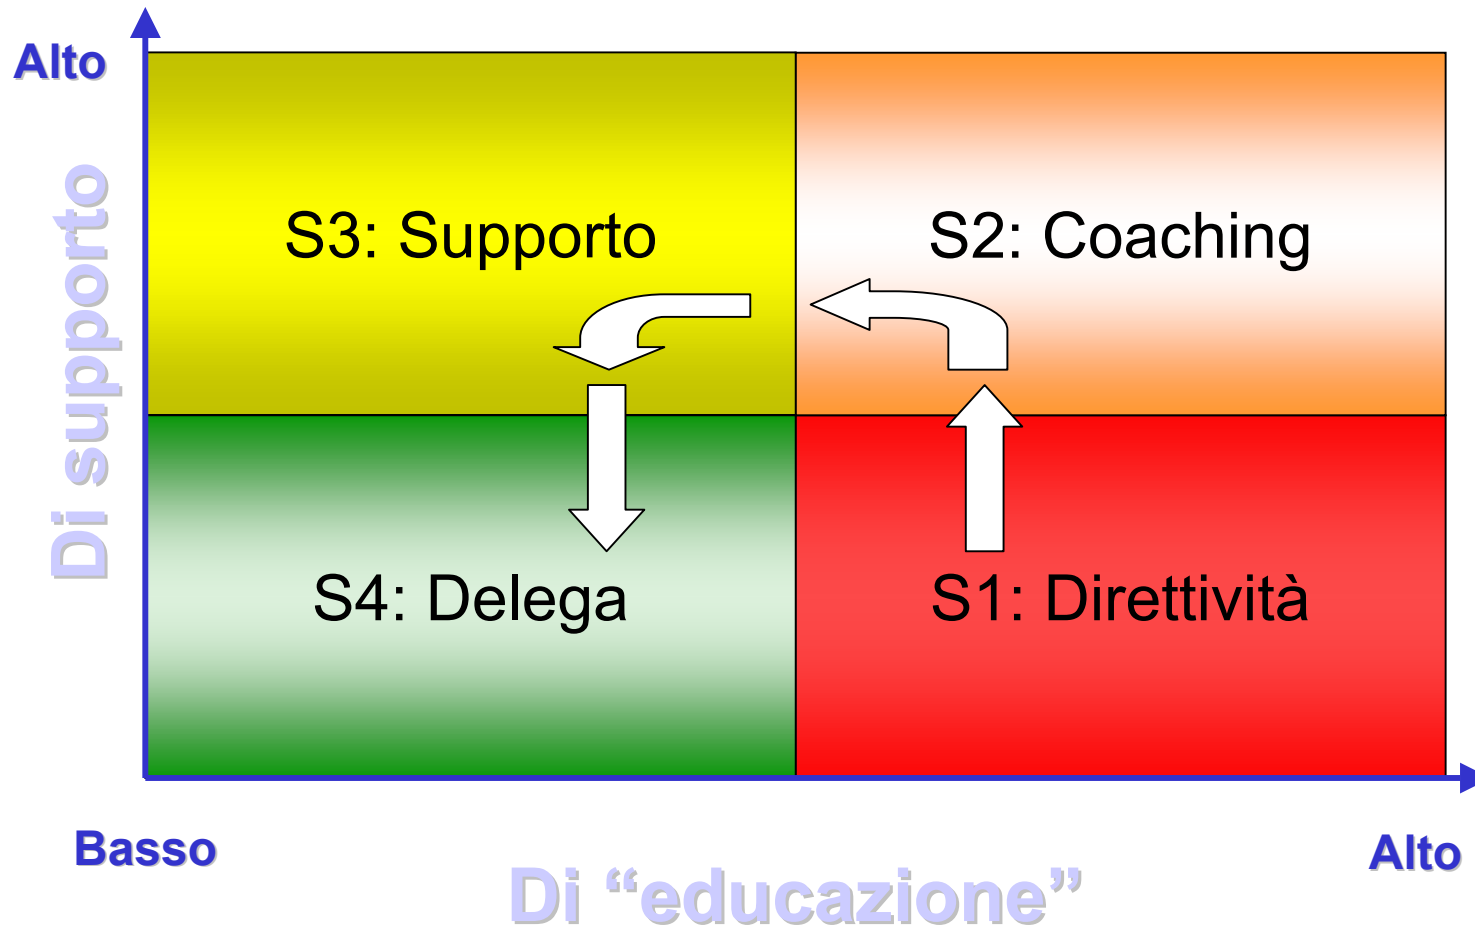 Alto
Di supporto
S3: Supporto
S2: Coaching
S4: Delega
S1: Direttività
Basso
Alto
Di “educazione”